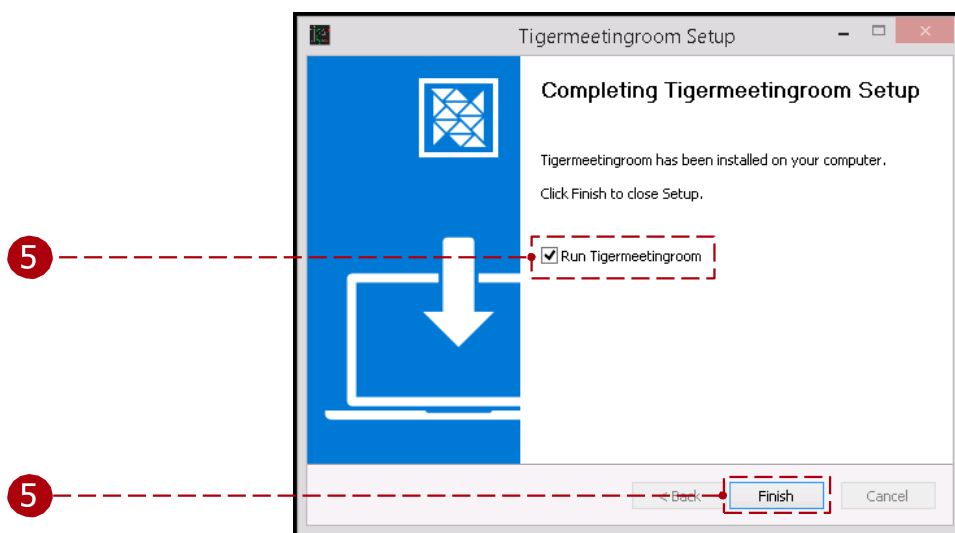 Tigermeetingroom Setup
Completing Tigermeetingroom Setup
Tigermeetingroom has been installed on your computer.
Click Finish to close Setup.
5
Run Tigermeetingroom
5
< Back
Finish
Cancel